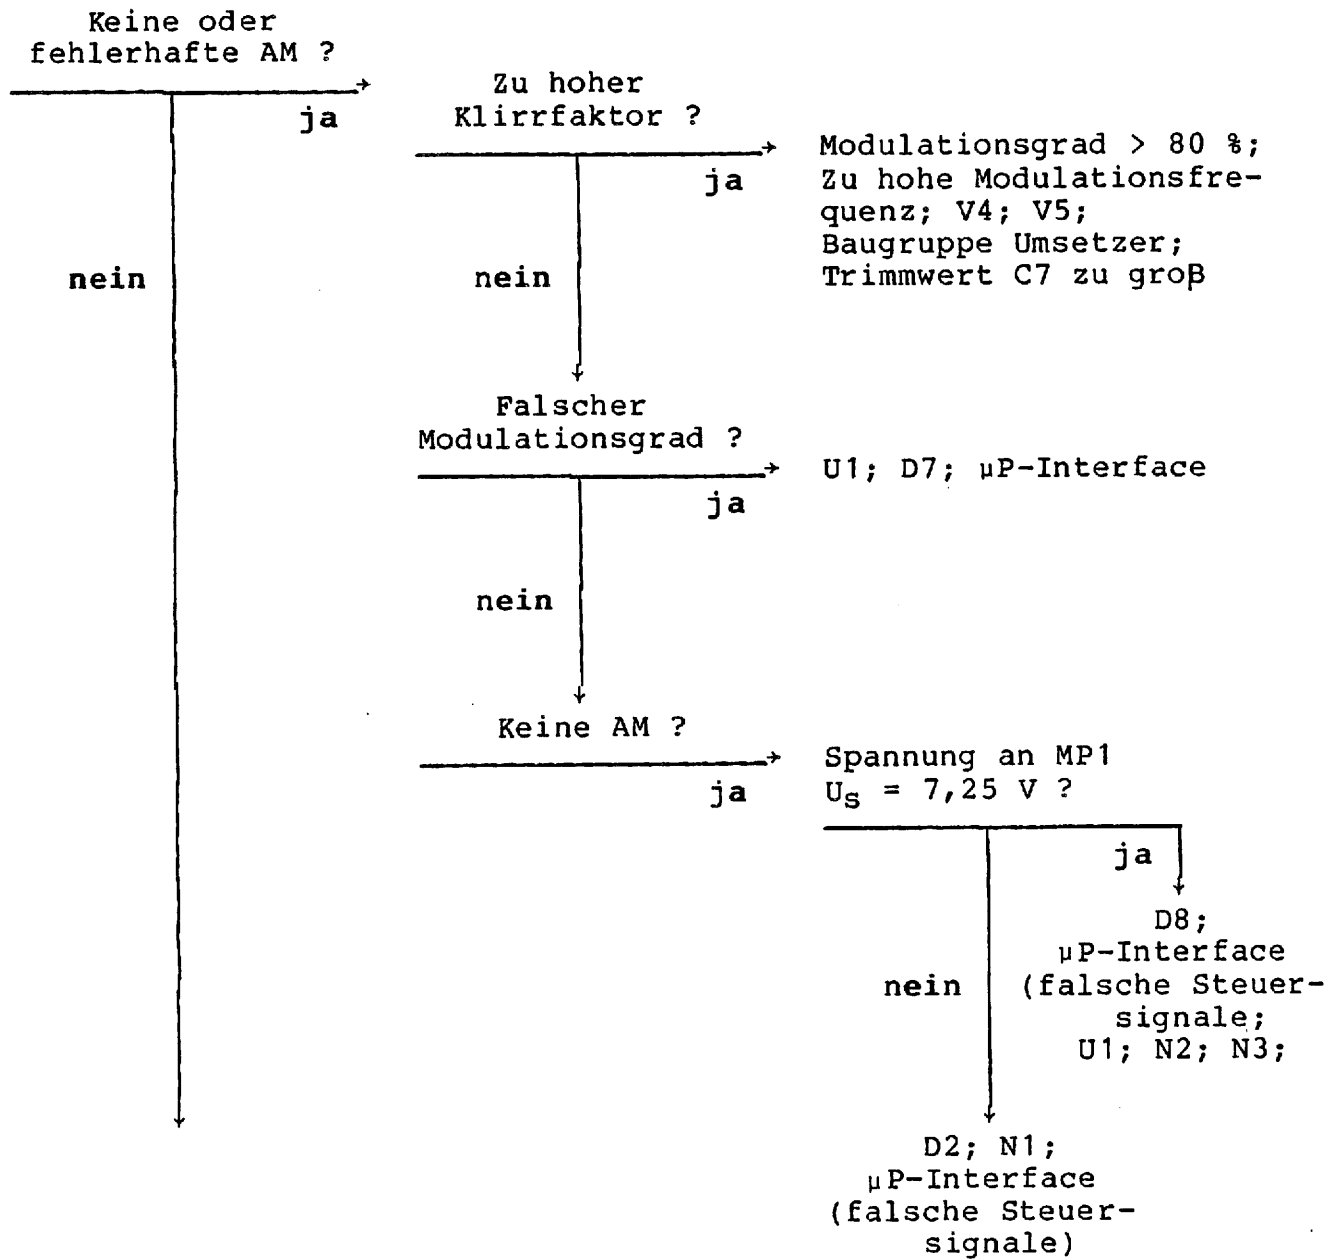 Keine oder
fehlerhafte AM ?
ja
Zu hoher
Klirrfaktor ?
ja
Modulationsgrad > 80 %;
Zu hohe Modulationsfre-
quenz; V4; V5;
Baugruppe Umsetzer;
Trimmwert C7 zu groβ
nein
nein
Falscher
Modulationsgrad ?
ja
U1; D7; µP-Interface
nein
Keine AM ?
ja
Spannung an MP1
US = 7,25 V ?
ja
D8;
µP-Interface
(falsche Steuer-
signale;
U1; N2; N3;
nein
D2; N1;
µP-Interface
(falsche Steuer-
signale)